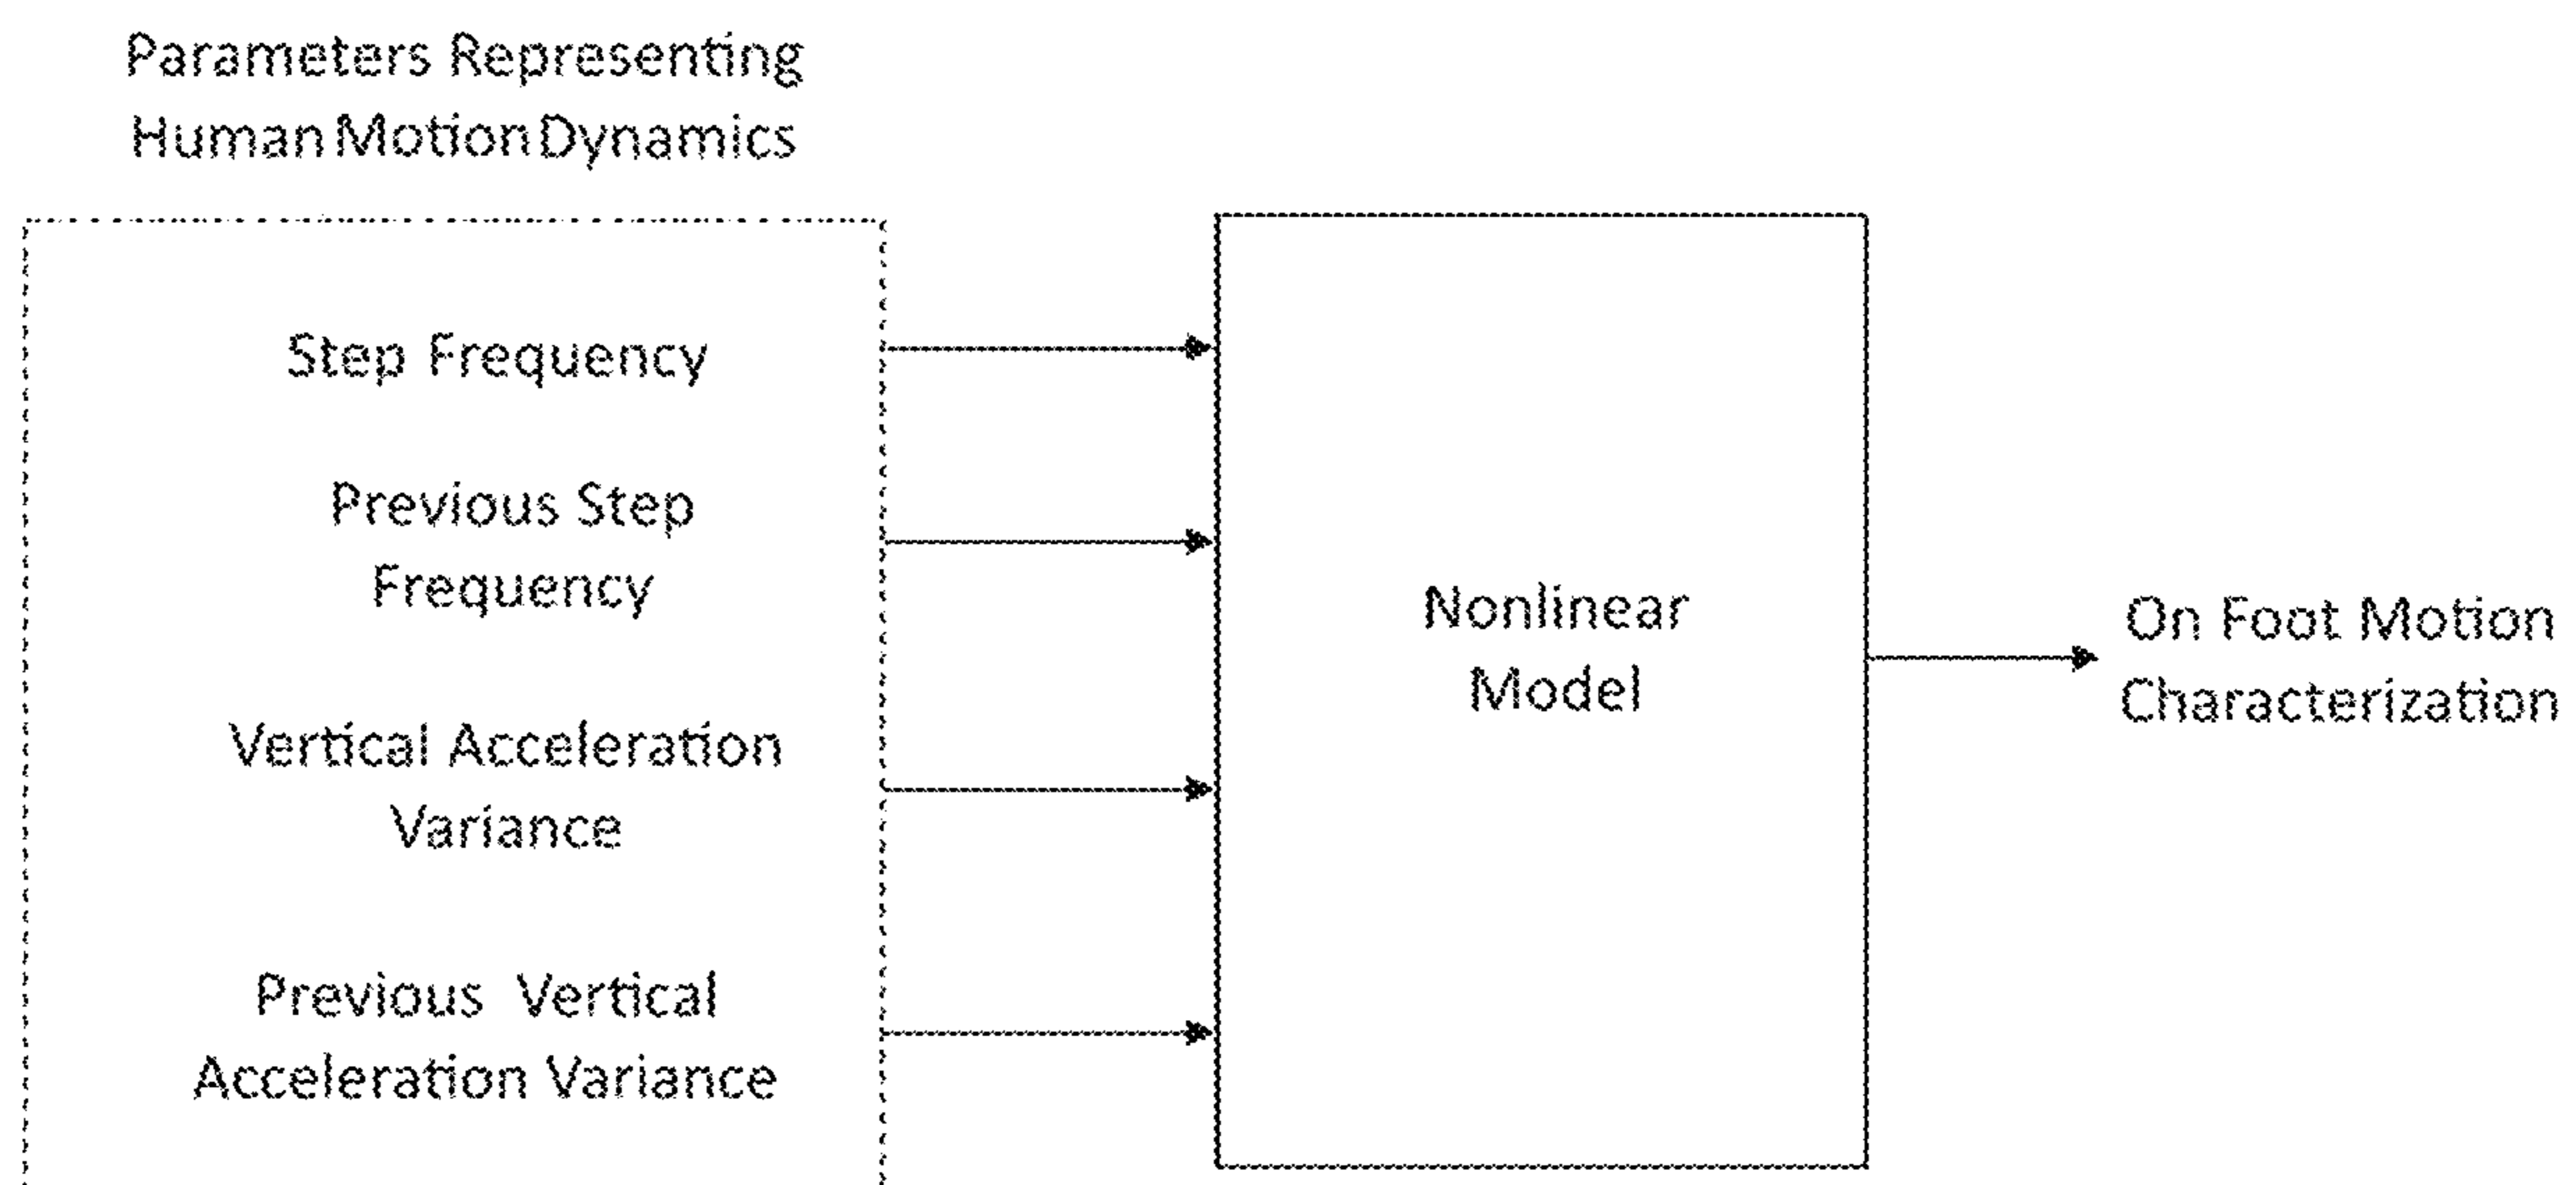 Parameters Representing
Human Motion Dynamics
Step Frequency
Previous Step
Frequency
Vertical Acceleration
Variance
Previous Vertical
Acceleration Variance
Nonlinear
Model
On Foot Motion
Characterization